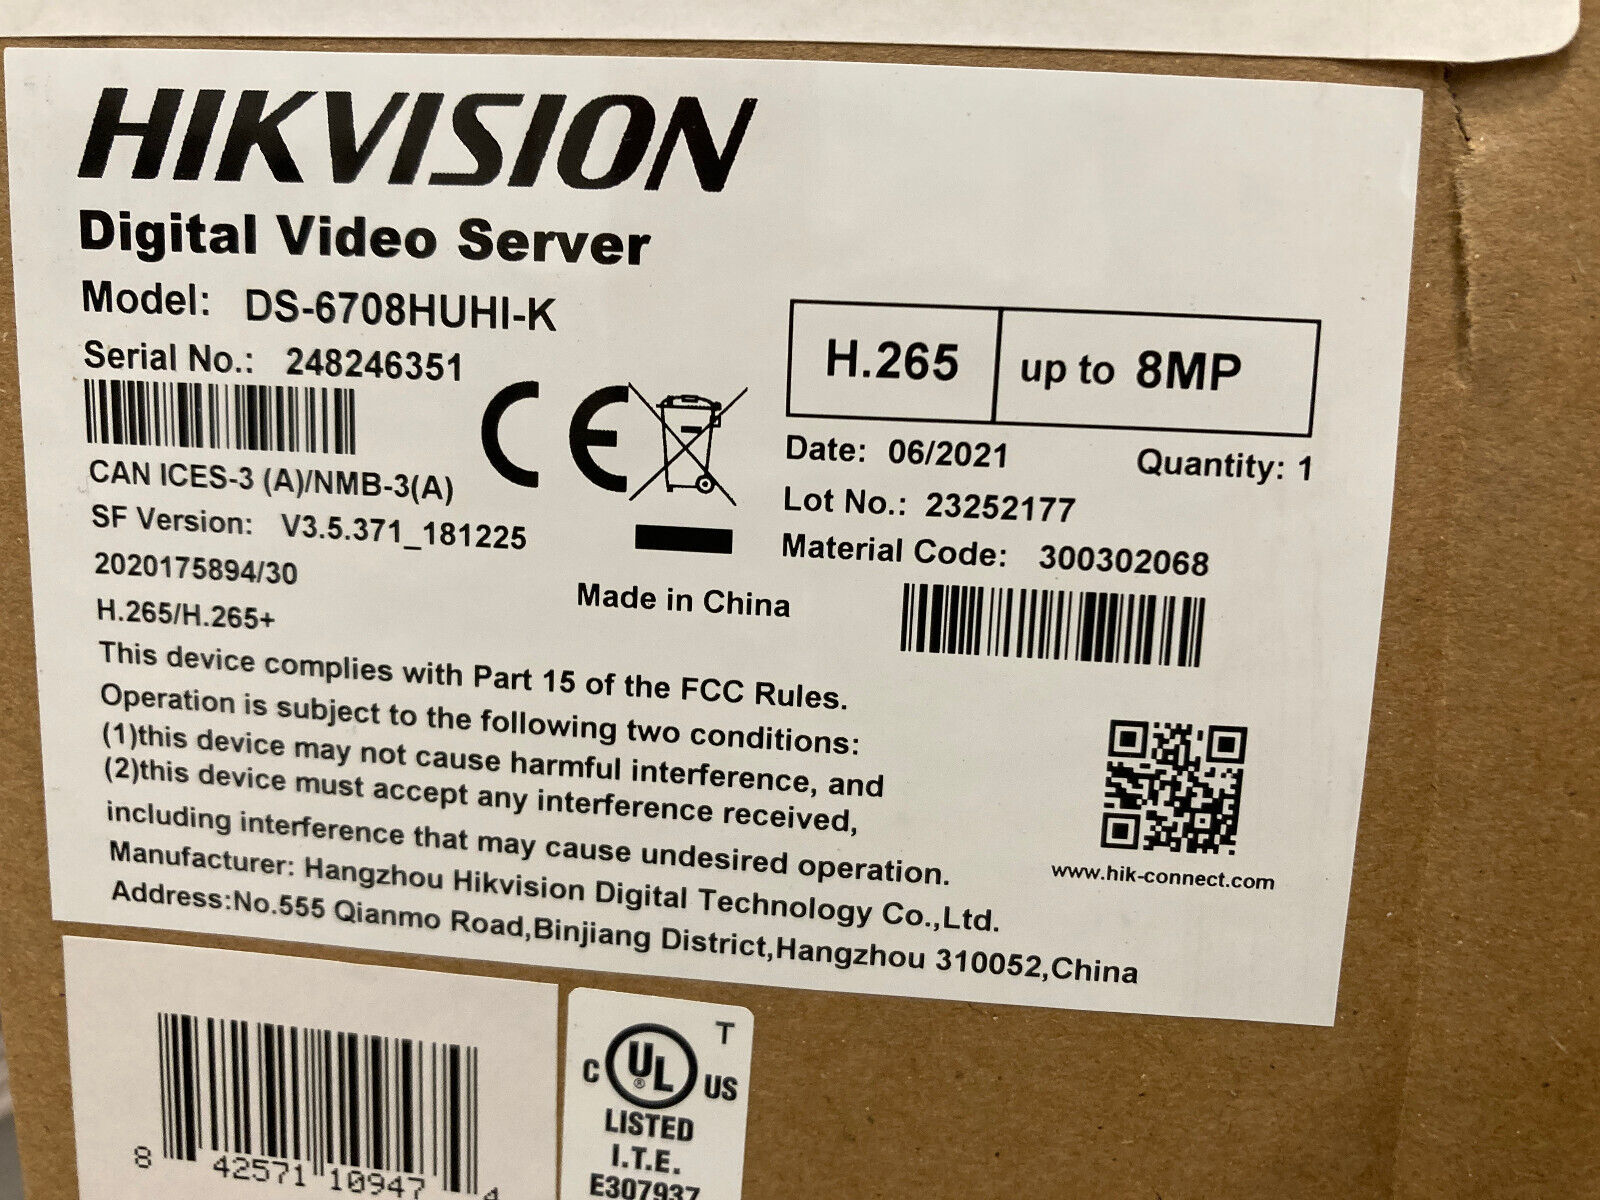 HIKVISION
Digital Video Server
Model: DS-6708HUHI-K
Serial No.: 248246351
CE
CAN ICES-3 (A)/NMB-3(A)
SF Version: V3.5.371_181225
2020175894/30
H.265/H.265+
Made in China
H.265 up to 8MP
Date: 06/2021 Quantity: 1
Lot No.: 23252177
Material Code: 300302068
This device complies with Part 15 of the FCC Rules.
Operation is subject to the following two conditions:
(1)this device may not cause harmful interference, and
(2)this device must accept any interference received,
including interference that may cause undesired operation.
Manufacturer: Hangzhou Hikvision Digital Technology Co.,Ltd.
Address:No.555 Qianmo Road,Binjiang District,Hangzhou 310052,China
www.hik-connect.com
8 42571 10947 4
T
C UL ® US
LISTED
I.T.E.
E307937